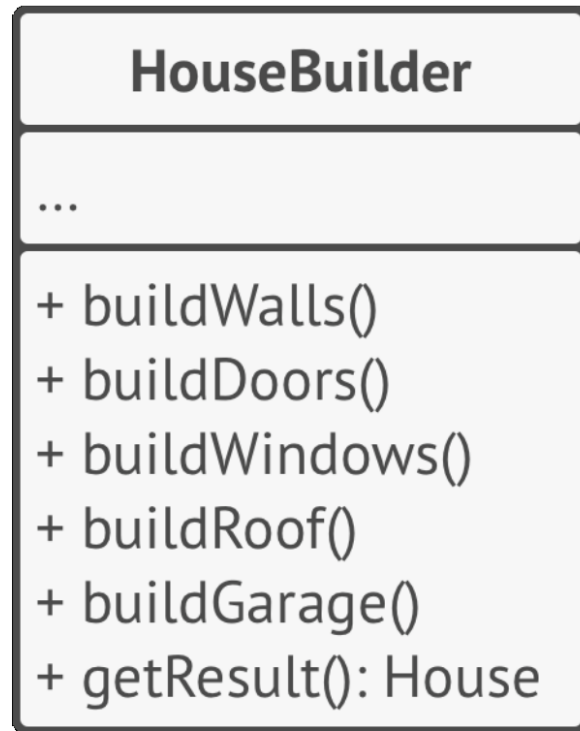 HouseBuilder
...
+ buildWalls()
+ buildDoors()
+ buildWindows()
+ buildRoof()
+ buildGarage()
+ getResult(): House